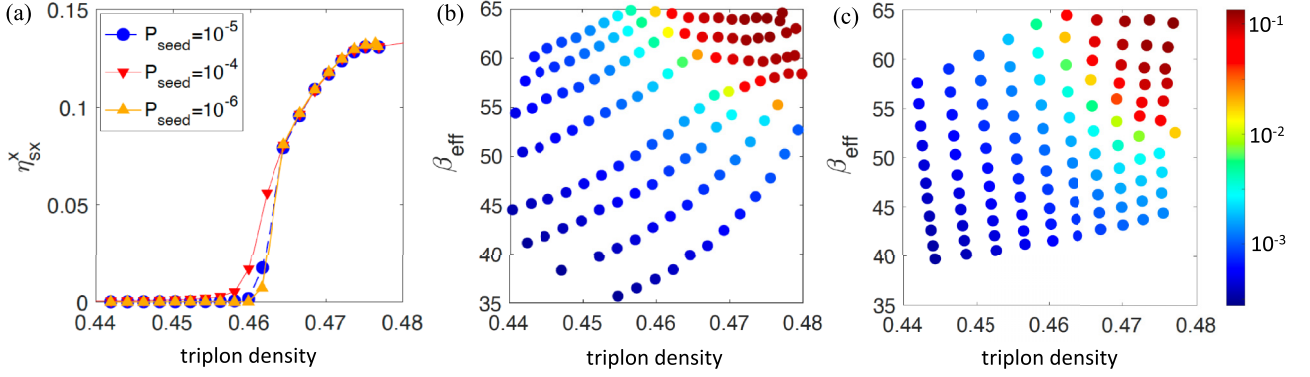 (a)
0.15
0.1
0.05
0
η^x_sx
P_seed=10^-5
P_seed=10^-4
P_seed=10^-6
0.44 0.45 0.46 0.47 0.48
triplon density
(b)
65
60
55
50
45
40
35
β_eff
0.44 0.45 0.46 0.47 0.48
triplon density
(c)
65
60
55
50
45
40
35
β_eff
0.44 0.45 0.46 0.47 0.48
triplon density
10^-1
10^-2
10^-3